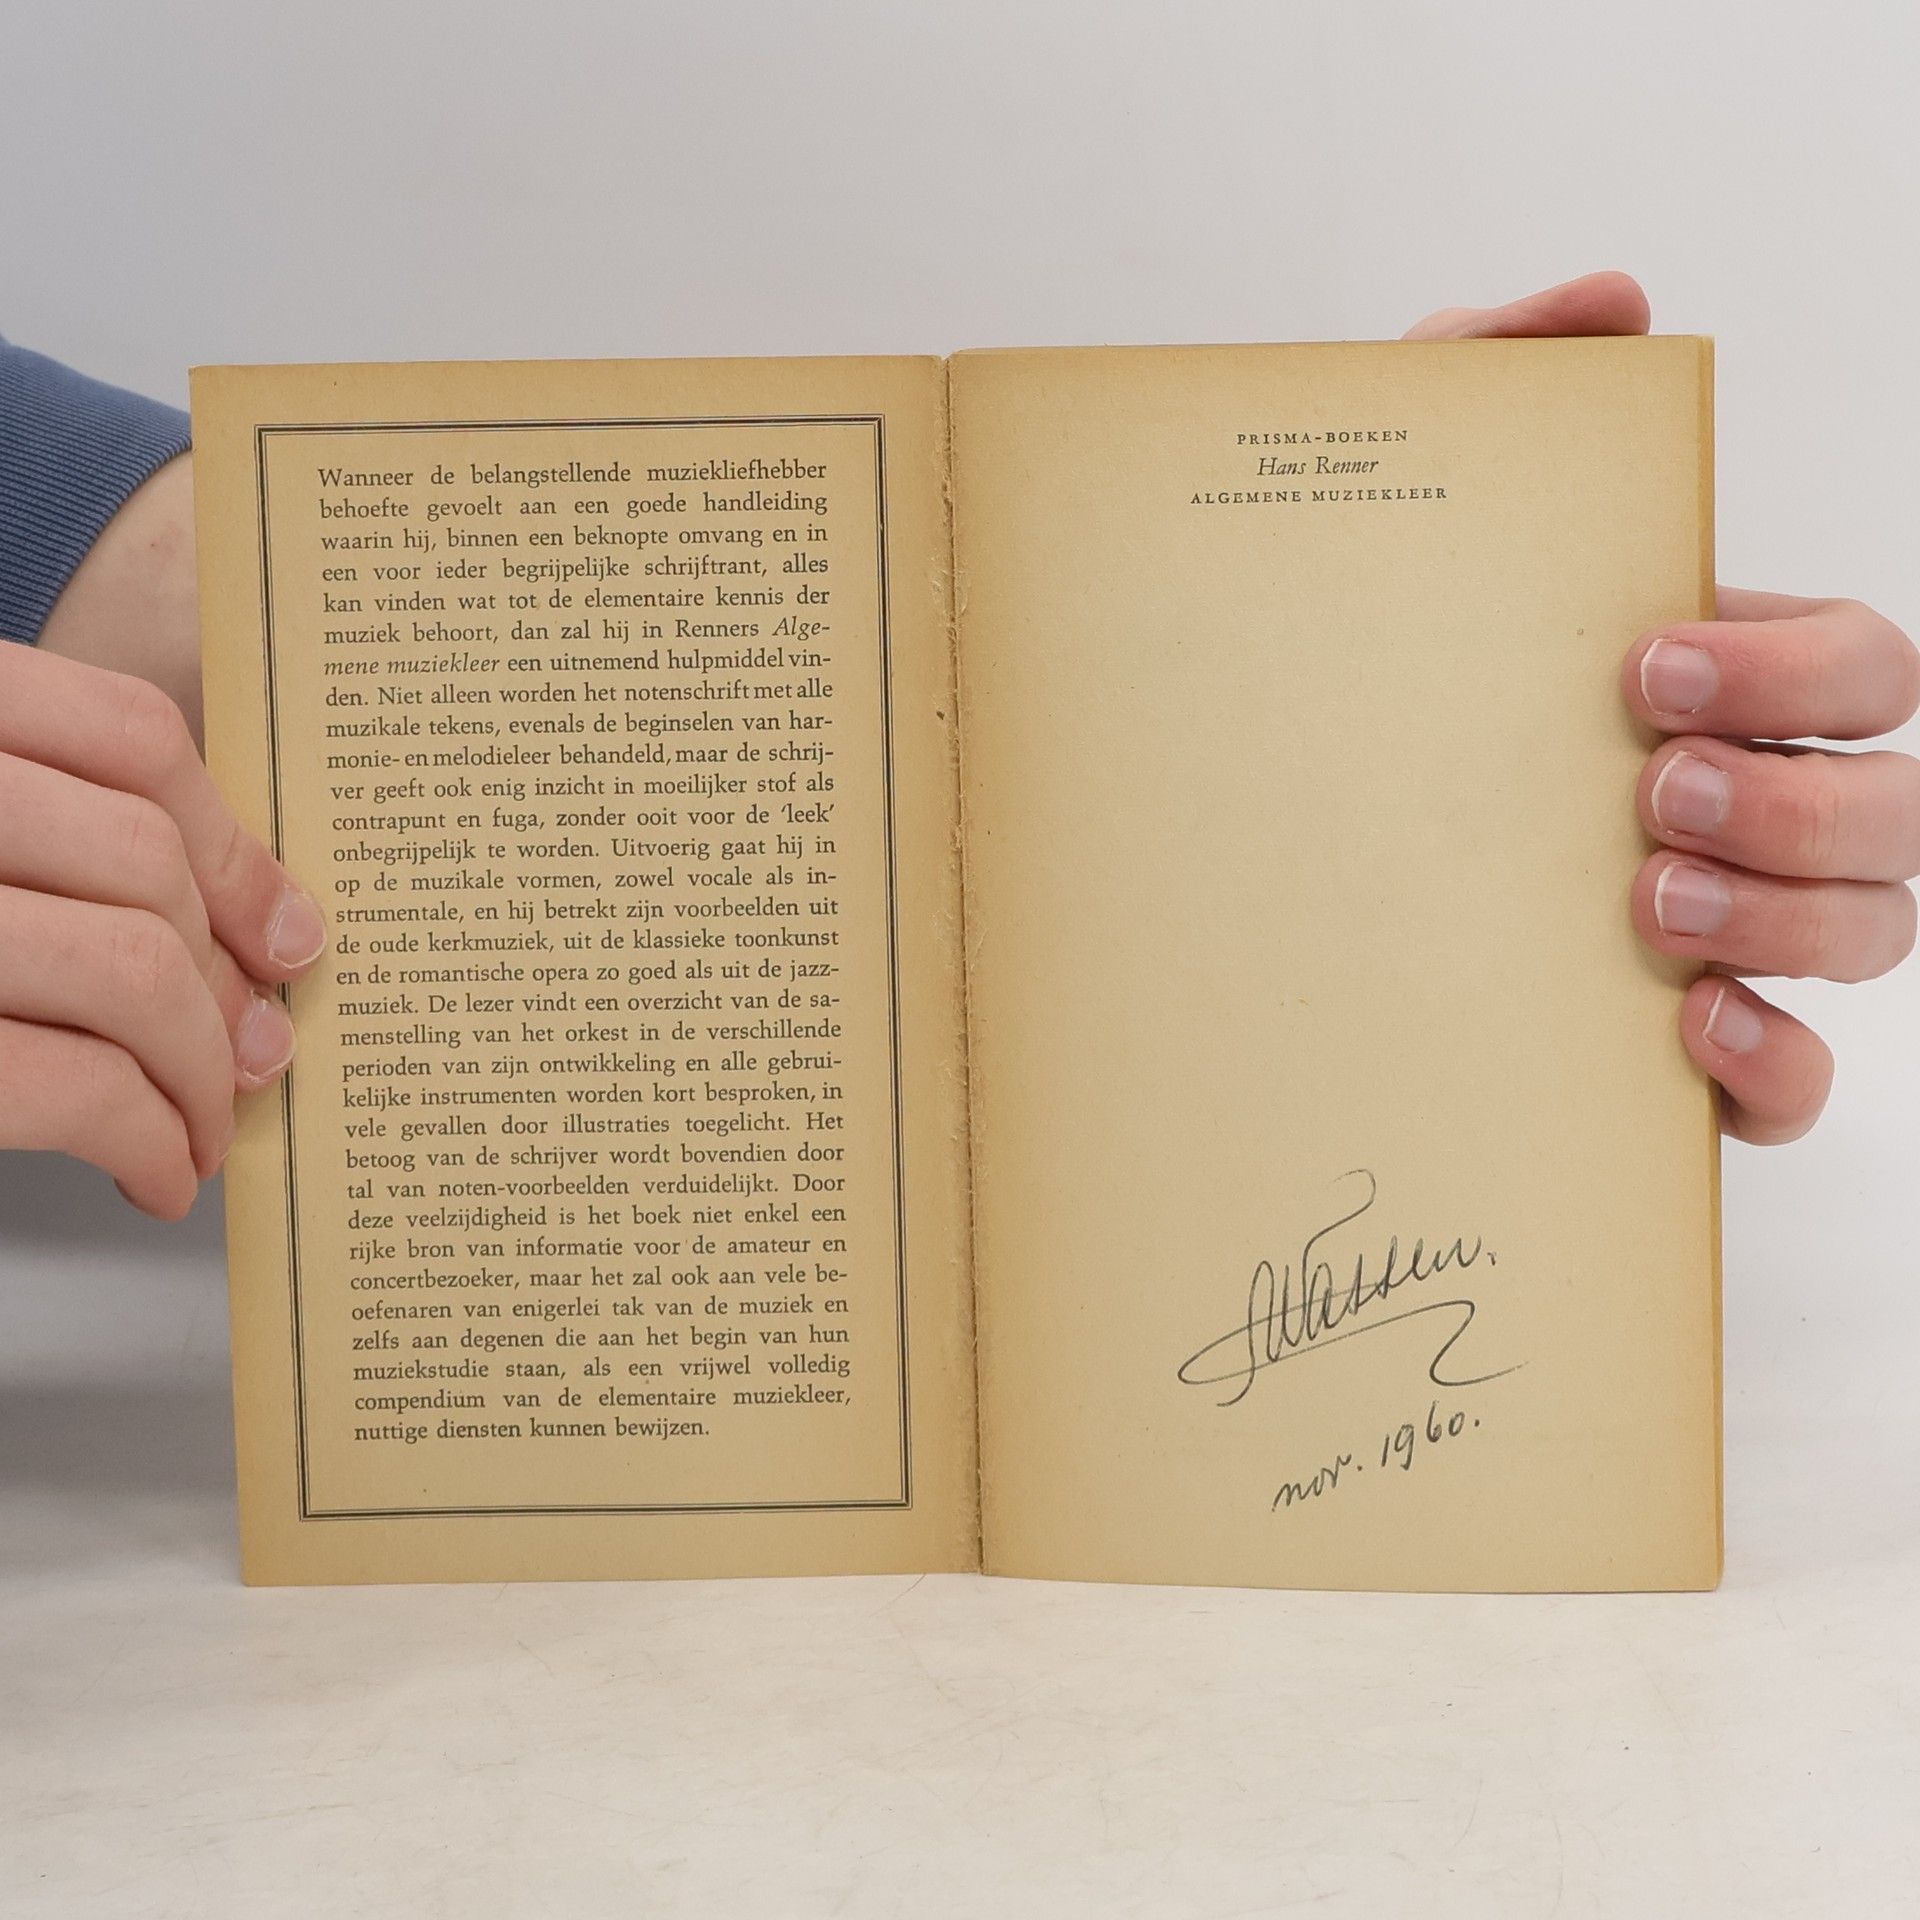 Wanneer de belangstellende muziekliefhebber
behoefte gevoelt aan een goede handleiding
waarin hij, binnen een beknopte omvang en in
een voor ieder begrijpelijke schrijftrant, alles
kan vinden wat tot de elementaire kennis der
muziek behoort, dan zal hij in Renners Alge-
mene muziekleer een uitnemend hulpmiddel vin-
den. Niet alleen worden het notenschrift met alle
muzikale tekens, evenals de beginselen van har-
monie- en melodieleer behandeld, maar de schrij-
ver geeft ook enig inzicht in moeilijker stof als
contrapunt en fuga, zonder ooit voor de ‘leek’
onbegrijpelijk te worden. Uitvoerig gaat hij in
op de muzikale vormen, zowel vocale als in-
strumentale, en hij betrekt zijn voorbeelden uit
de oude kerkmuziek, uit de klassieke toonkunst
en de romantische opera zo goed als uit de jazz-
muziek. De lezer vindt een overzicht van de sa-
menstelling van het orkest in de verschillende
perioden van zijn ontwikkeling en alle gebrui-
kelijke instrumenten worden kort besproken, in
vele gevallen door illustraties toegelicht. Het
betoog van de schrijver wordt bovendien door
tal van noten-voorbeelden verduidelijkt. Door
deze veelzijdigheid is het boek niet enkel een
rijke bron van informatie voor de amateur en
concertbezoeker, maar het zal ook aan vele be-
oefenaren van enigerlei tak van de muziek en
zelfs aan degenen die aan het begin van hun
muziekstudie staan, als een vrijwel volledig
compendium van de elementaire muziekleer,
nuttige diensten kunnen bewijzen.
PRISMA-BOEKEN
Hans Renner
ALGEMENE MUZIEKLEER
nov. 1960.